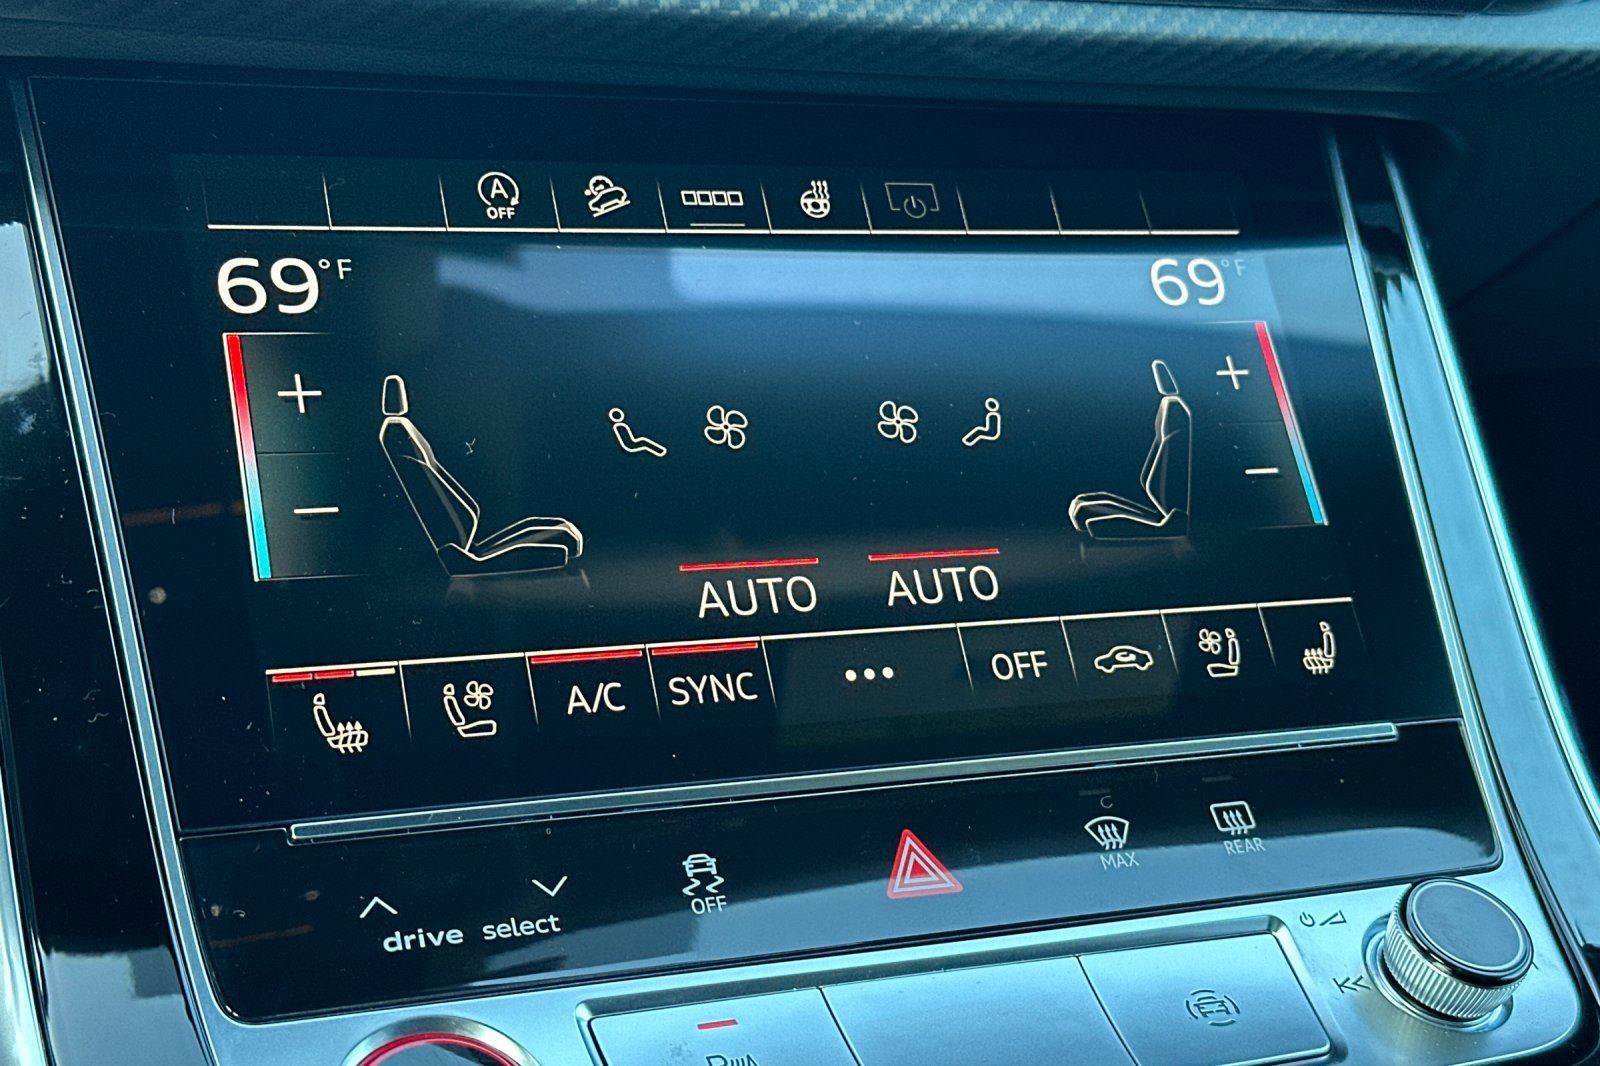 A
OFF
69°F
69°F
+
+
−
−
AUTO
AUTO
A/C
SYNC
•••
OFF
drive select
OFF
MAX
REAR